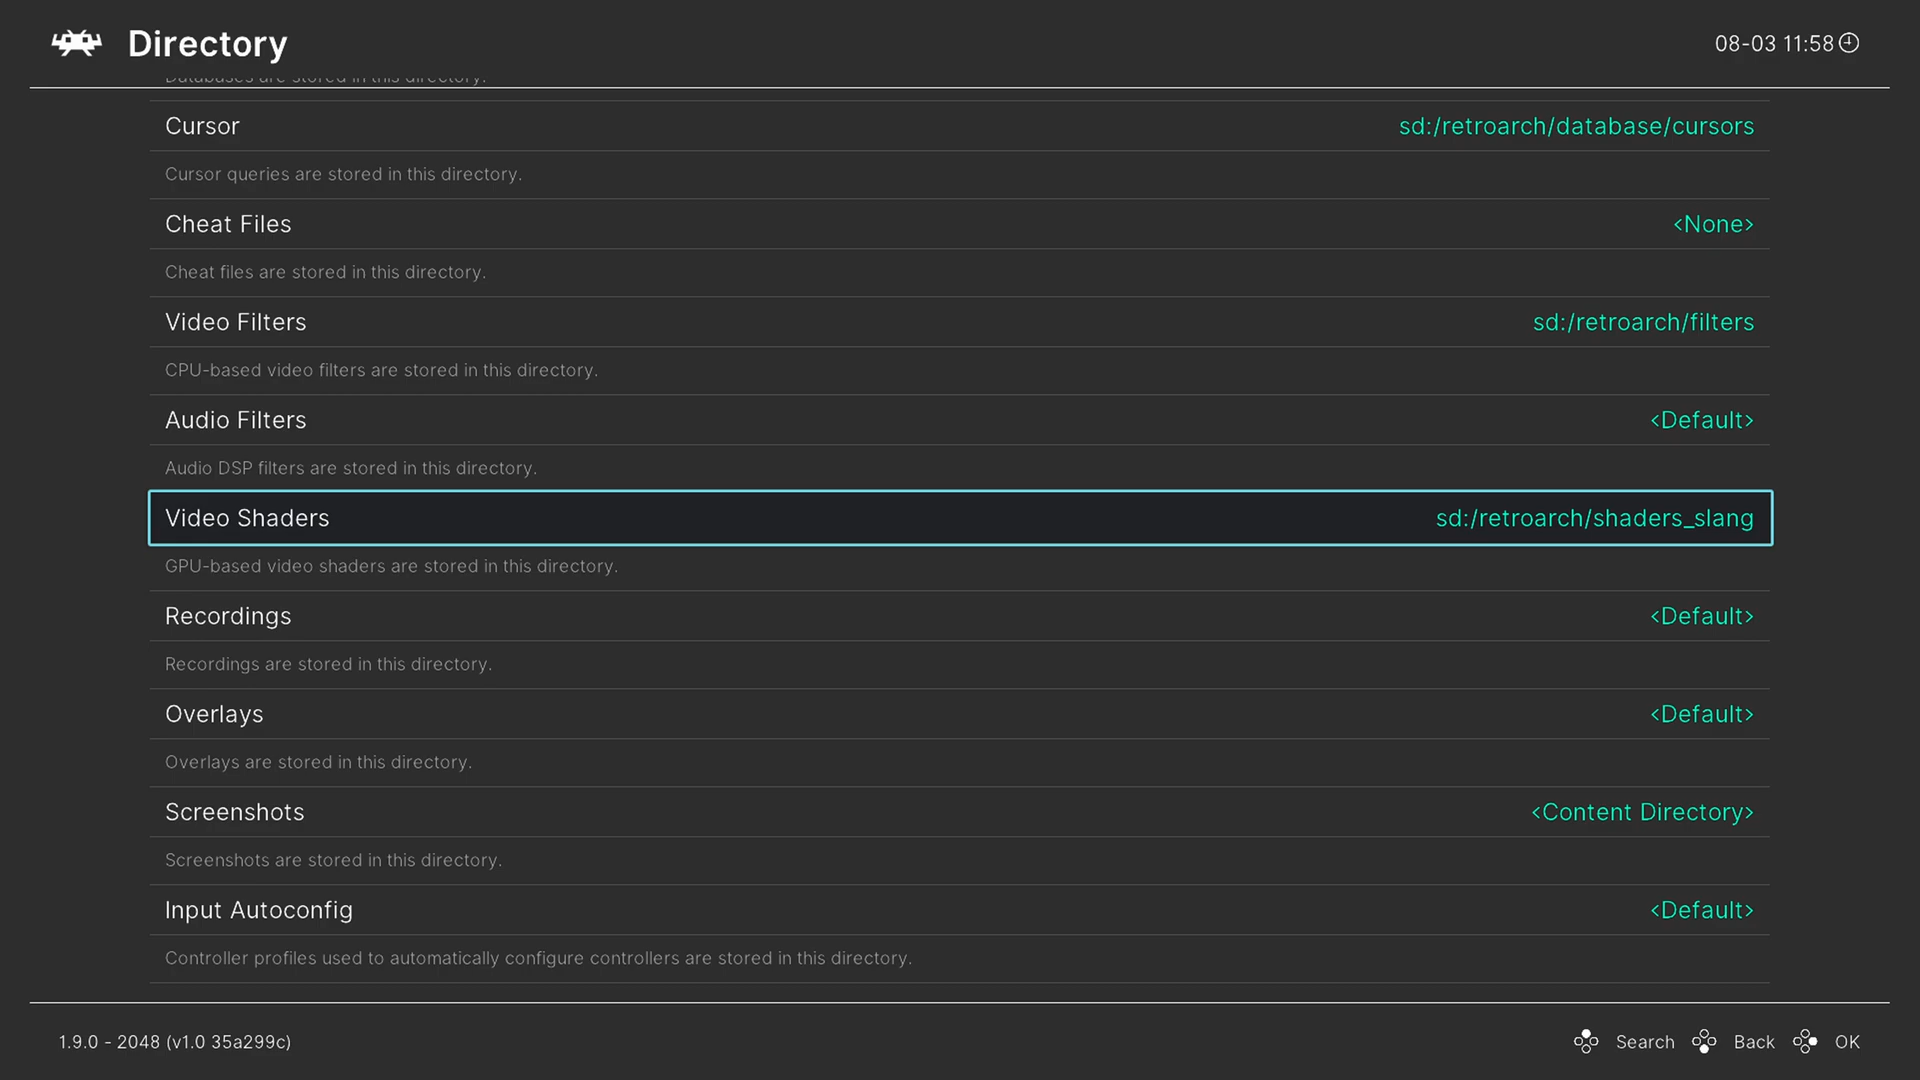 Directory
08-03 11:58
Databases are stored in this directory.
Cursor
sd:/retroarch/database/cursors
Cursor queries are stored in this directory.
Cheat Files
<None>
Cheat files are stored in this directory.
Video Filters
sd:/retroarch/filters
CPU-based video filters are stored in this directory.
Audio Filters
<Default>
Audio DSP filters are stored in this directory.
Video Shaders
sd:/retroarch/shaders_slang
GPU-based video shaders are stored in this directory.
Recordings
<Default>
Recordings are stored in this directory.
Overlays
<Default>
Overlays are stored in this directory.
Screenshots
<Content Directory>
Screenshots are stored in this directory.
Input Autoconfig
<Default>
Controller profiles used to automatically configure controllers are stored in this directory.
1.9.0 - 2048 (v1.0 35a299c)
Search Back OK